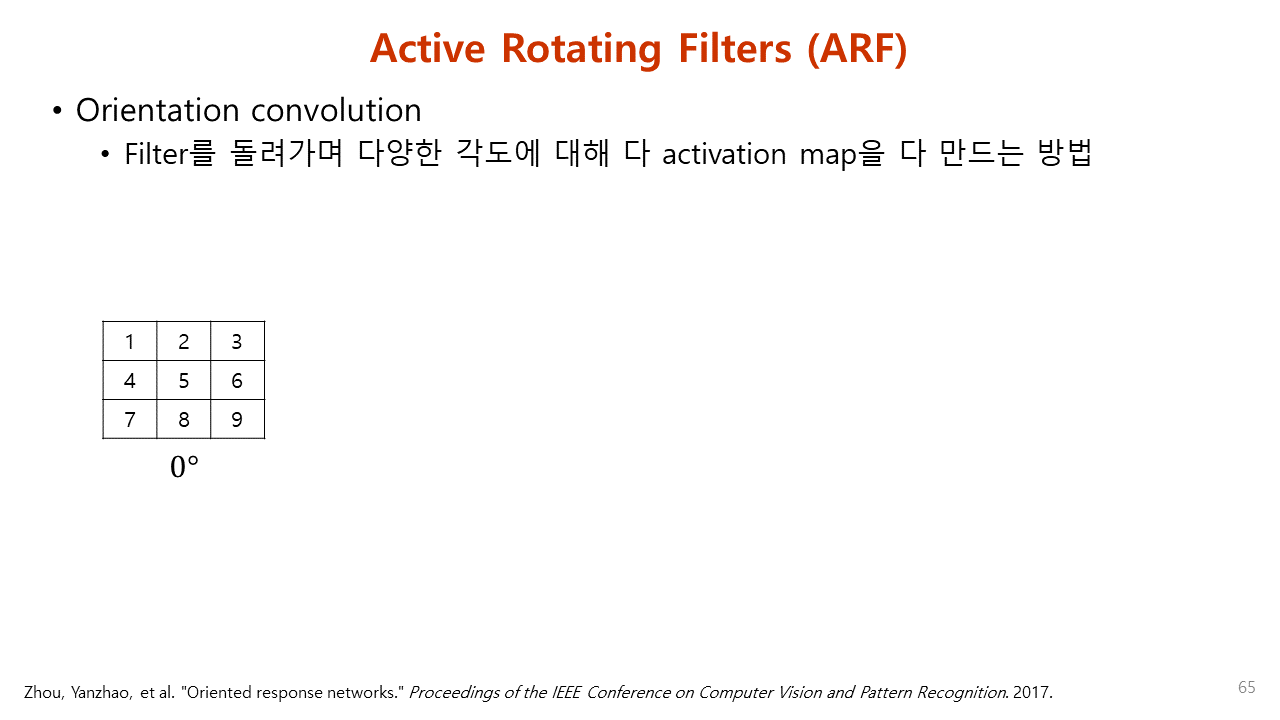 Active Rotating Filters (ARF)
• Orientation convolution
• Filter를 돌려가며 다양한 각도에 대해 다 activation map을 다 만드는 방법
1 2 3
4 5 6
7 8 9
0°
Zhou, Yanzhao, et al. "Oriented response networks." Proceedings of the IEEE Conference on Computer Vision and Pattern Recognition. 2017.
65